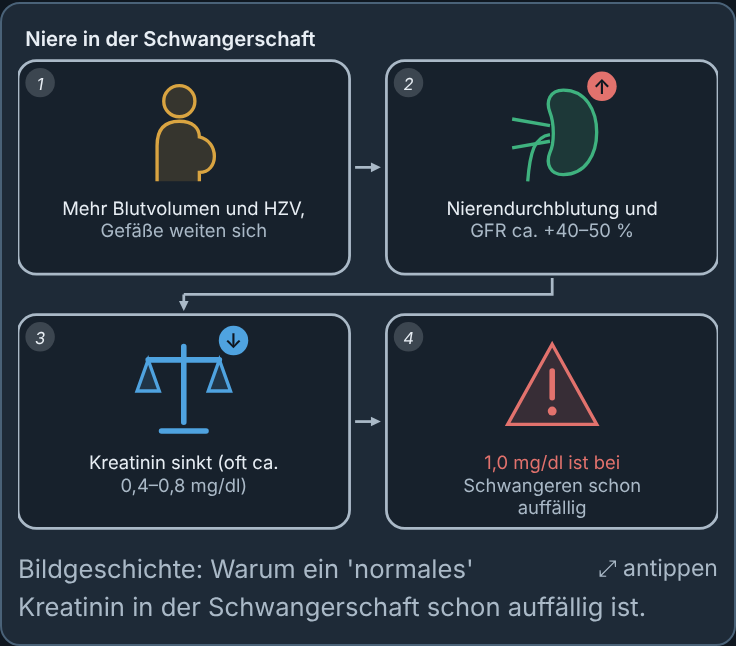 Niere in der Schwangerschaft
1
Mehr Blutvolumen und HZV,
Gefäße weiten sich
2
Nierendurchblutung und
GFR ca. +40–50 %
3
Kreatinin sinkt (oft ca.
0,4–0,8 mg/dl)
4
1,0 mg/dl ist bei
Schwangeren schon
auffällig
Bildgeschichte: Warum ein 'normales'
Kreatinin in der Schwangerschaft schon auffällig ist.
antippen